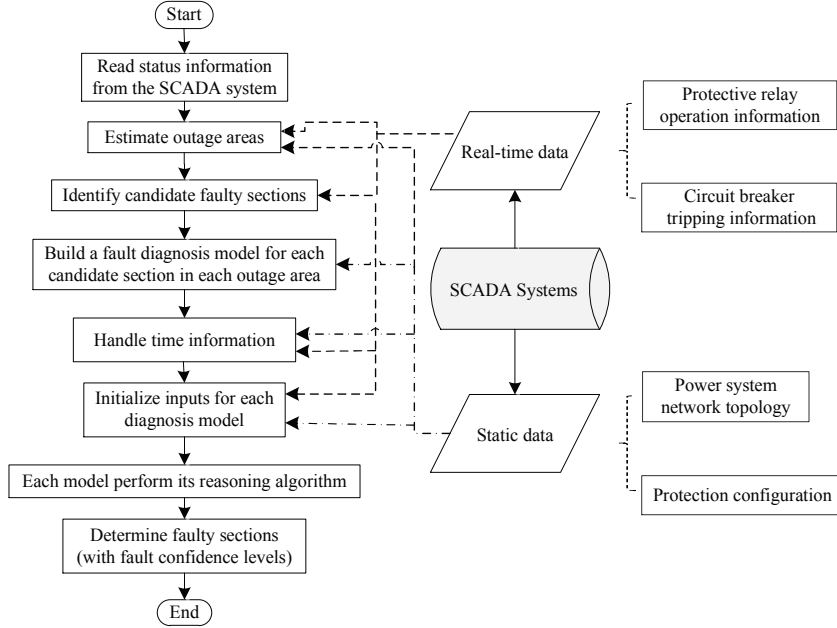 Start
Read status information
from the SCADA system
Estimate outage areas
Identify candidate faulty sections
Build a fault diagnosis model for each
candidate section in each outage area
Handle time information
Initialize inputs for each
diagnosis model
Each model perform its reasoning algorithm
Determine faulty sections
(with fault confidence levels)
End
Real-time data
SCADA Systems
Static data
Protective relay
operation information
Circuit breaker
tripping information
Power system
network topology
Protection configuration